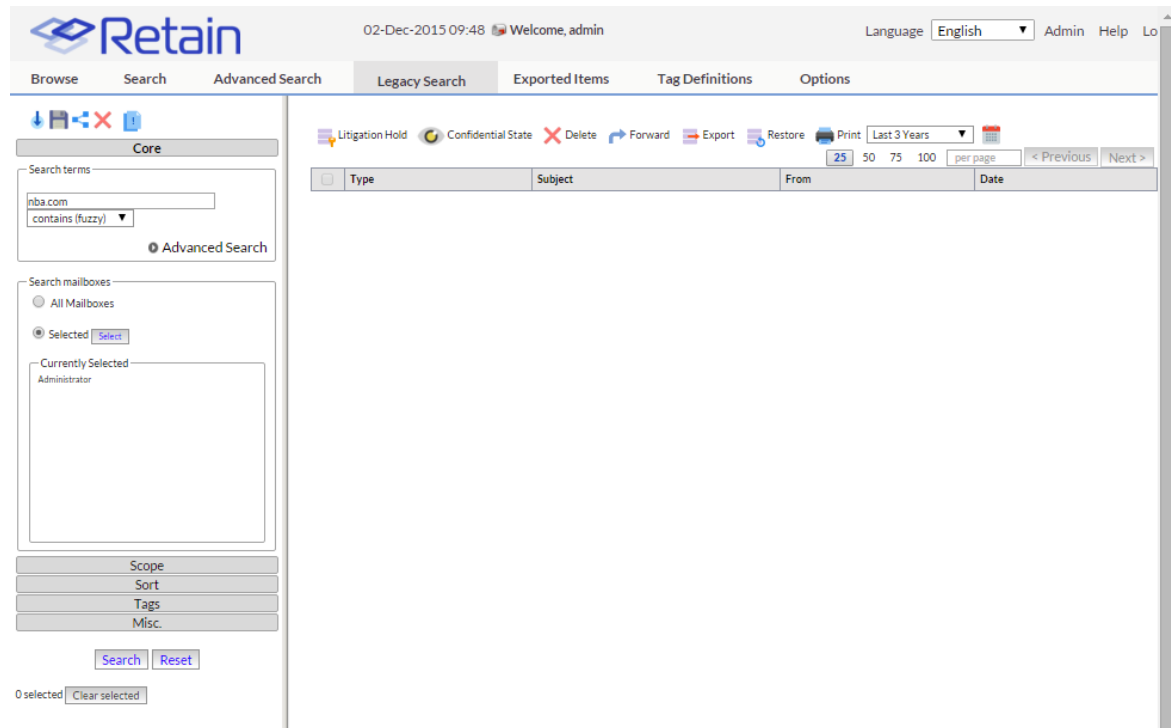 Retain
02-Dec-2015 09:48 Welcome, admin
Language English Admin Help Lo
Browse Search Advanced Search Legacy Search Exported Items Tag Definitions Options
Core
Search terms
nba.com
contains (fuzzy)
Advanced Search
Search mailboxes
All Mailboxes
Selected Select
Currently Selected
Administrator
Scope
Sort
Tags
Misc.
Search Reset
0 selected Clear selected
Litigation Hold Confidential State Delete Forward Export Restore Print Last 3 Years
25 50 75 100 per page < Previous Next >
Type Subject From Date